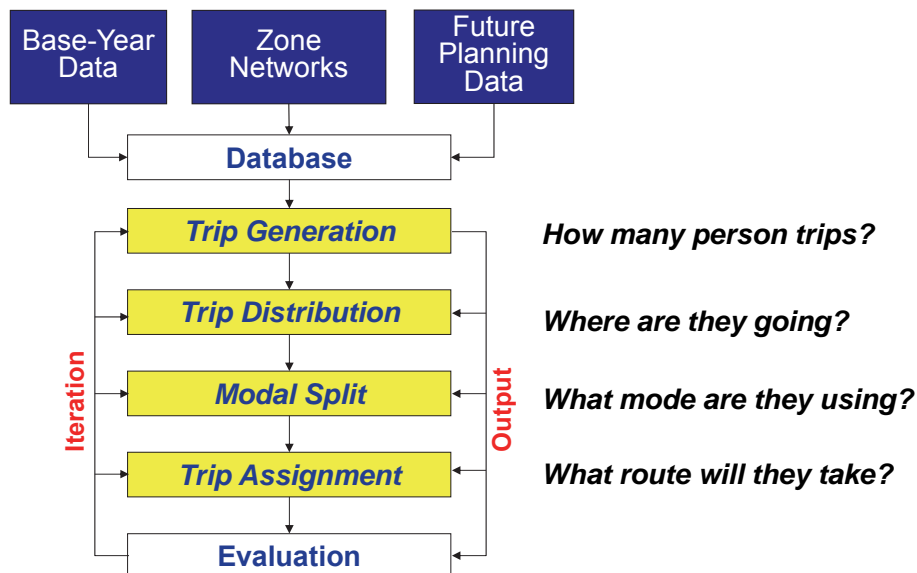 Base-Year
Data
Zone
Networks
Future
Planning
Data
Database
Trip Generation
How many person trips?
Trip Distribution
Where are they going?
Iteration
Output
Modal Split
What mode are they using?
Trip Assignment
What route will they take?
Evaluation